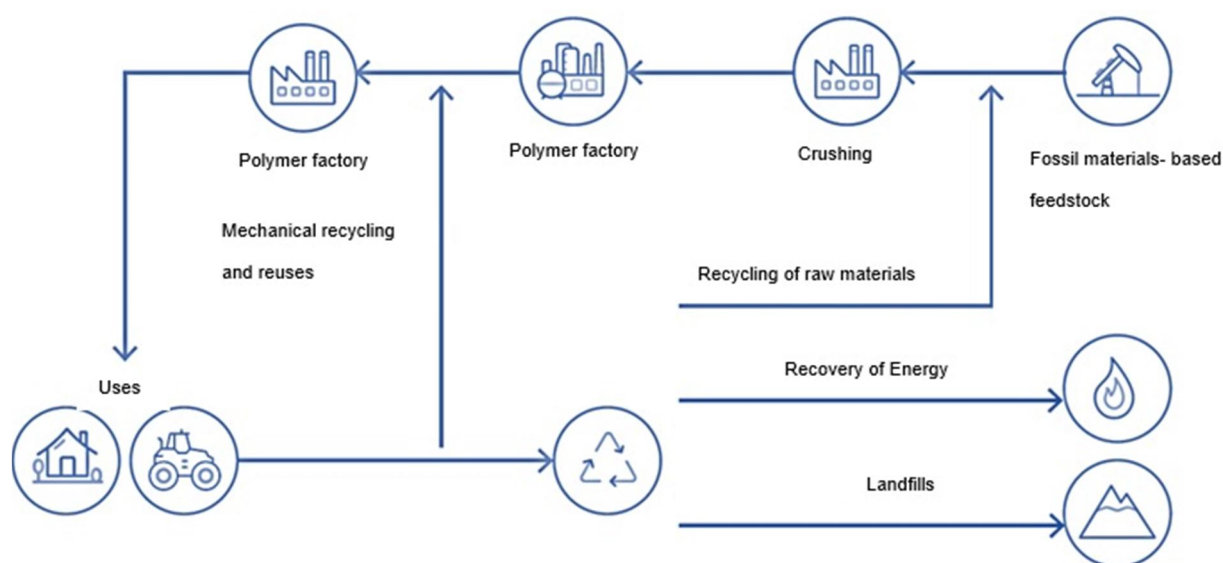 Polymer factory
Polymer factory
Crushing
Fossil materials- based
feedstock
Mechanical recycling
and reuses
Recycling of raw materials
Recovery of Energy
Uses
Landfills